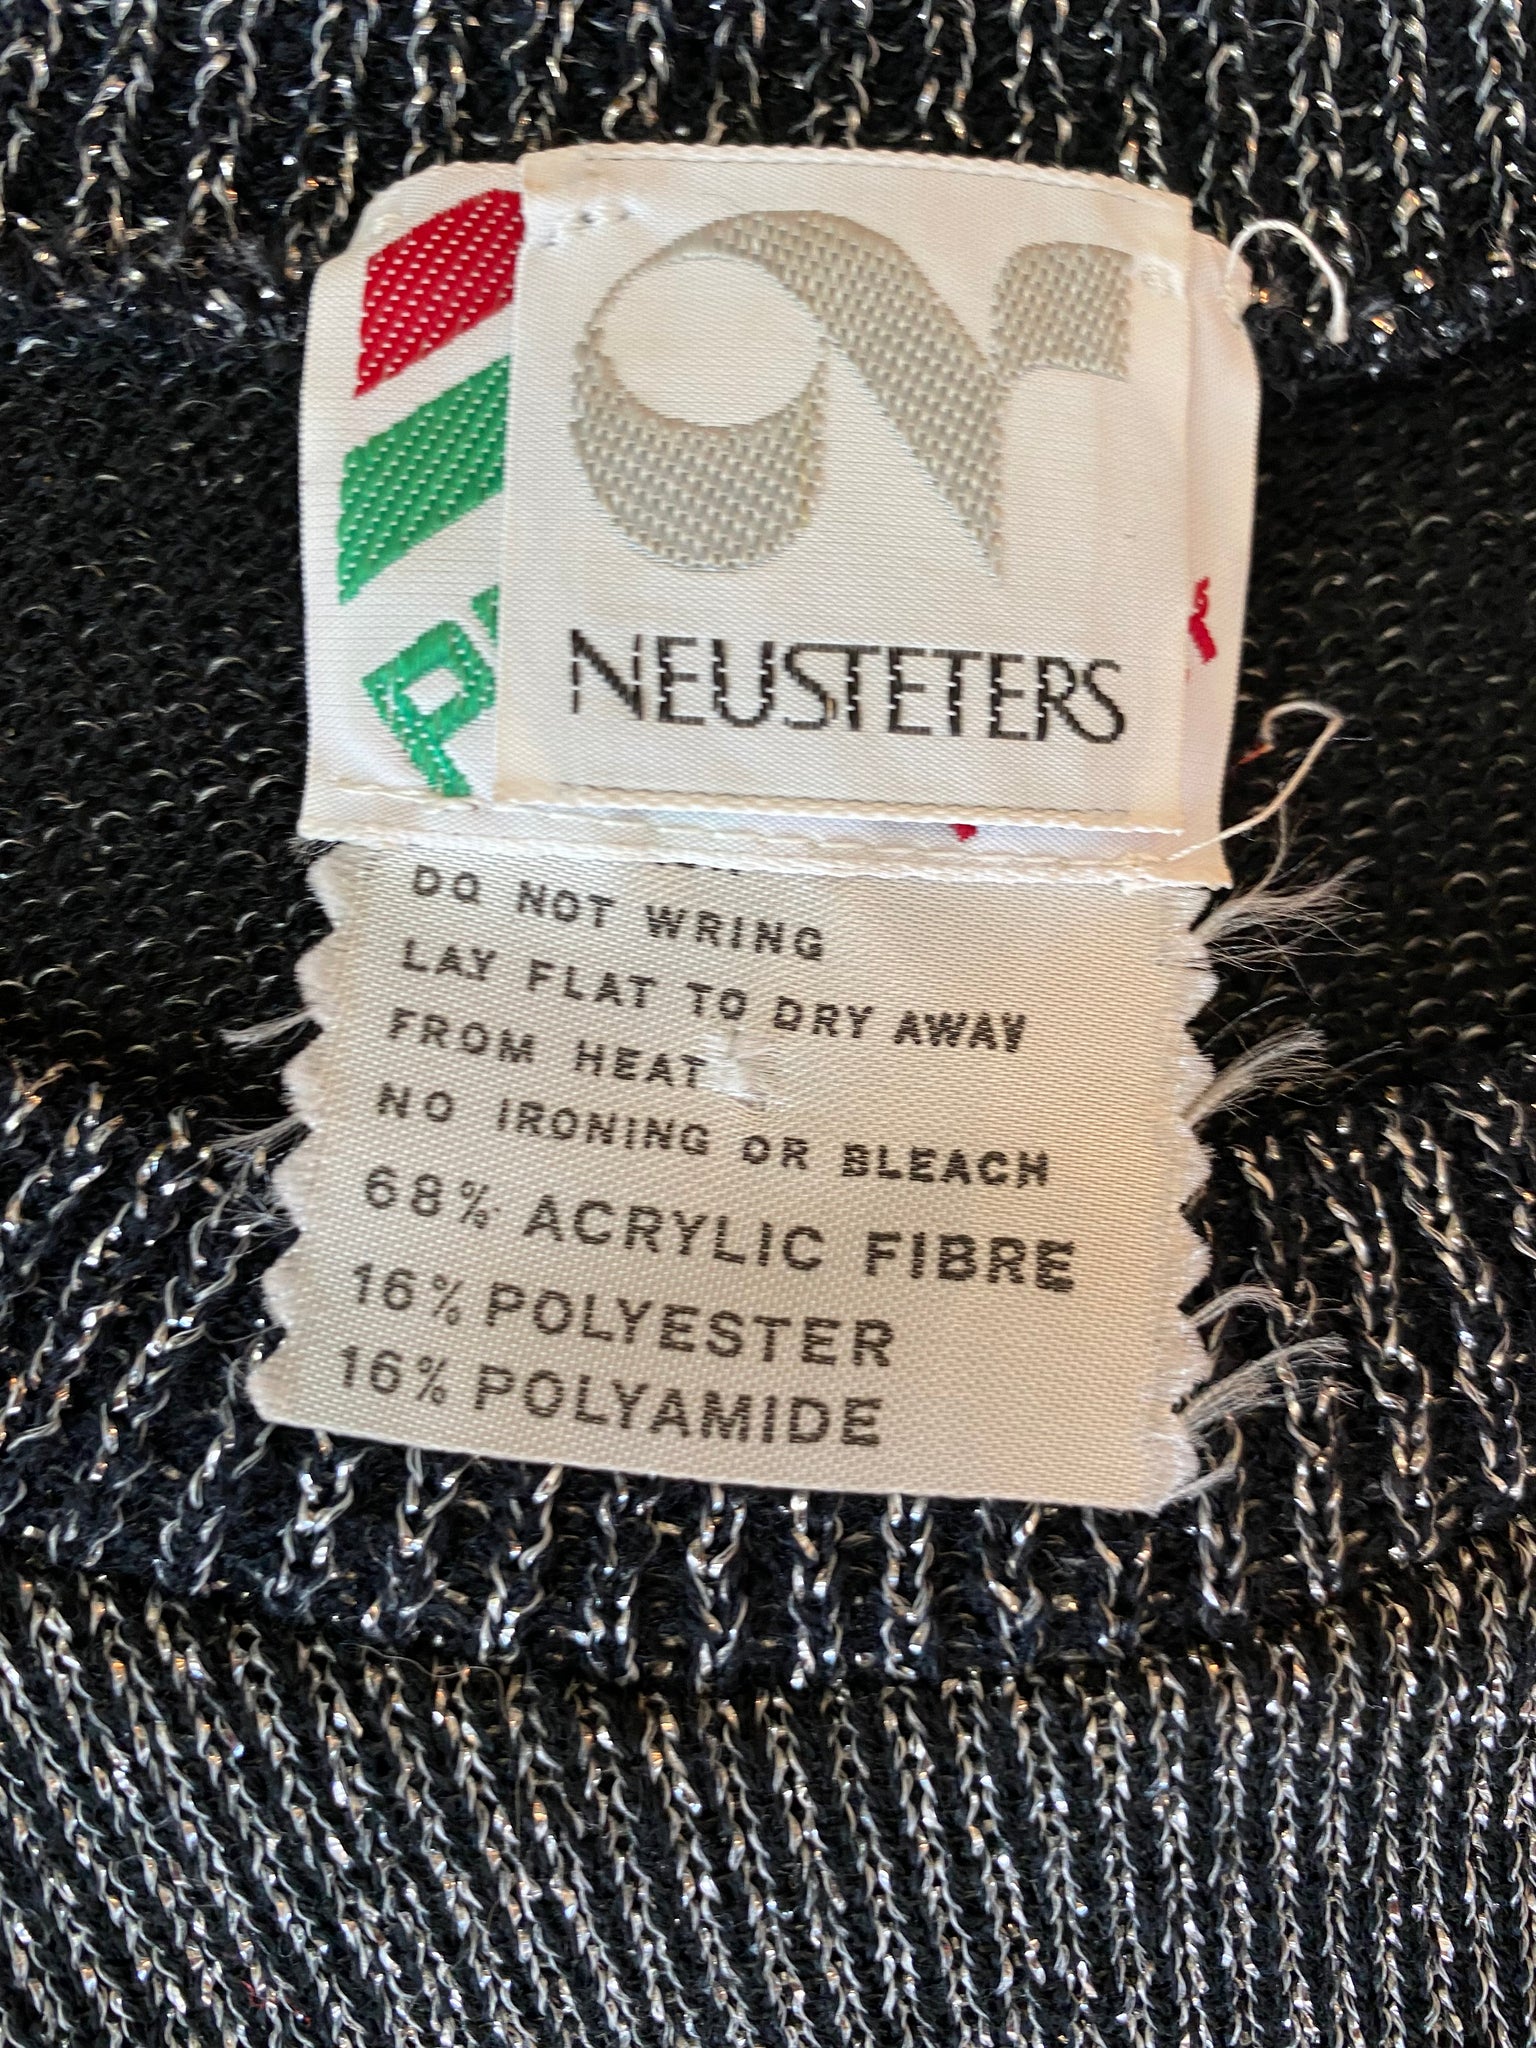 NEUSTETERS
DO NOT WRING
LAY FLAT TO DRY AWAY
FROM HEAT
NO IRONING OR BLEACH
68% ACRYLIC FIBRE
16% POLYESTER
16% POLYAMIDE